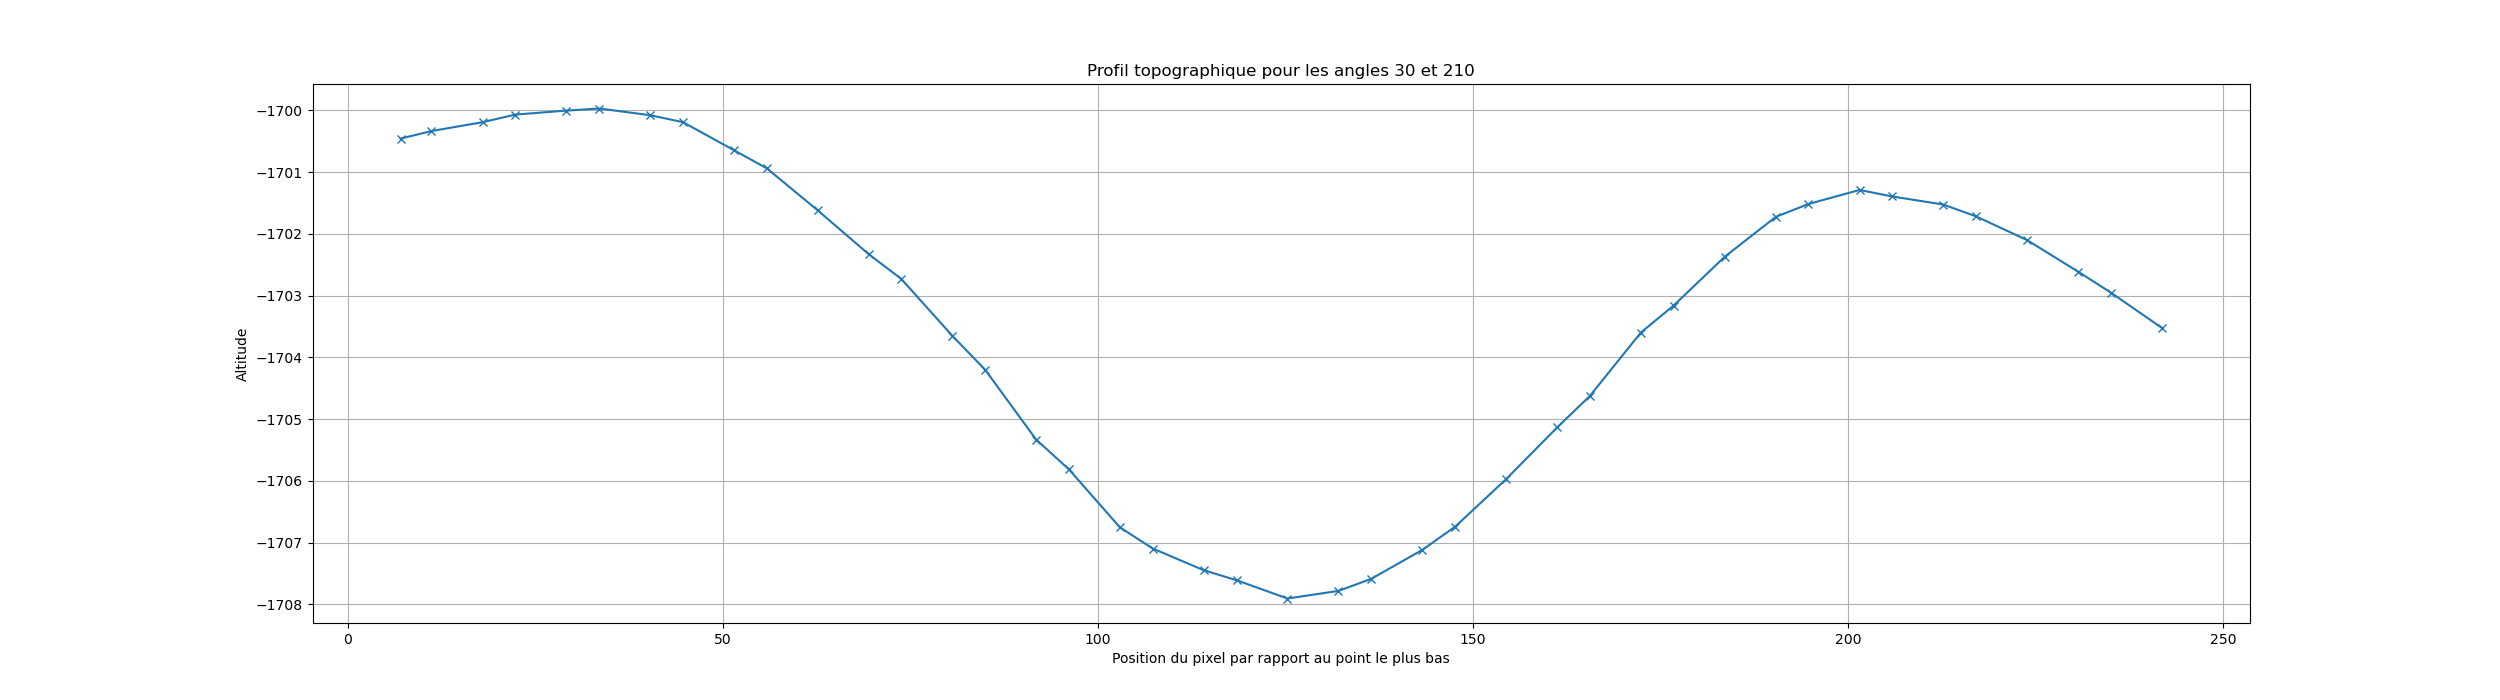 Profil topographique pour les angles 30 et 210
Altitude
−1700
−1701
−1702
−1703
−1704
−1705
−1706
−1707
−1708
0 50 100 150 200 250
Position du pixel par rapport au point le plus bas